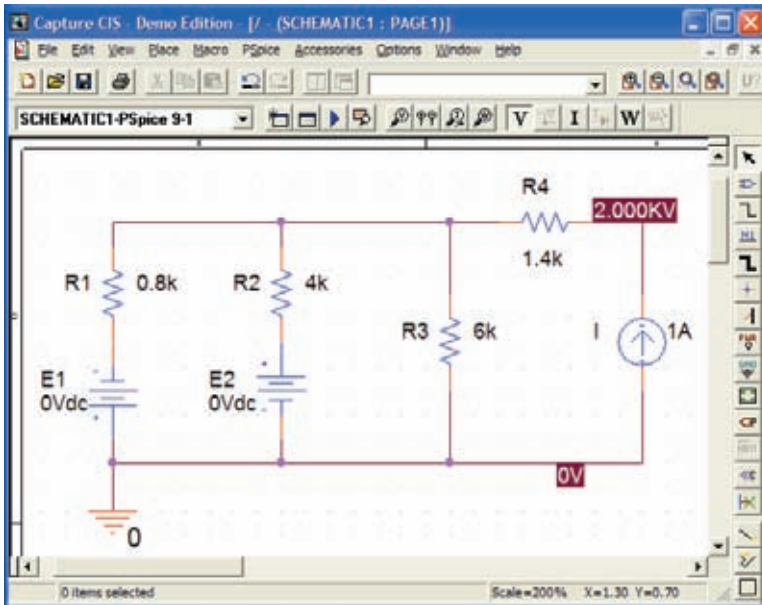 Capture CIS - Demo Edition - [/ - (SCHEMATIC1 : PAGE1)]
File Edit View Place Macro PSpice Accessories Options Window Help
U?
SCHEMATIC1-PSpice 9-1
V I W
R4
2.000KV
1.4k
R1 0.8k
R2 4k
R3 6k
I 1A
E1
0Vdc
E2
0Vdc
0V
0
0 items selected
Scale=200% X=1.30 Y=0.70